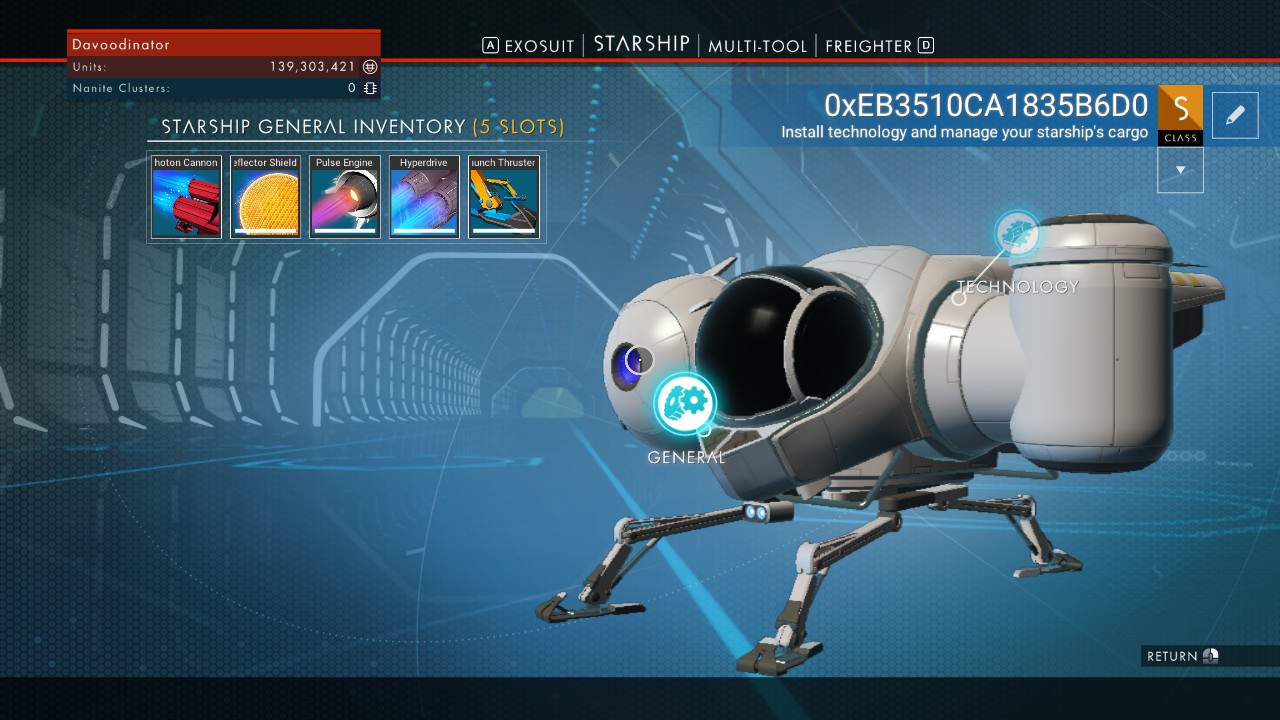 Davoodinator
Units: 139,303,421
Nanite Clusters: 0
A EXOSUIT STARSHIP MULTI-TOOL FREIGHTER D
0xEB3510CA1835B6D0
Install technology and manage your starship's cargo
S
CLASS
STARSHIP GENERAL INVENTORY (5 SLOTS)
hoton Cannon eflector Shield Pulse Engine Hyperdrive unch Thruster
TECHNOLOGY
GENERAL
RETURN